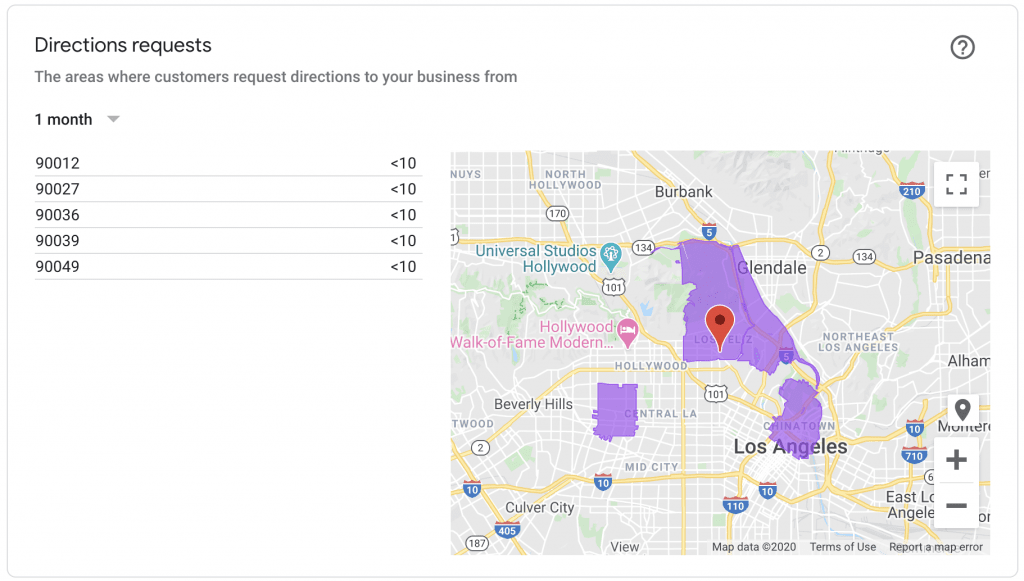 Directions requests
The areas where customers request directions to your business from
1 month
90012 <10
90027 <10
90036 <10
90039 <10
90049 <10
NUYS
NORTH
HOLLYWOOD
Burbank
210
170
5
134
Universal Studios
Hollywood
2
134
Glendale
Pasadena
101
Hollywood
Walk-of-Fame Modern...
LOS FELIZ
5
NORTHEAST
LOS ANGELES
HOLLYWOOD
Alham
101
Beverly Hills
CENTRAL LA
TWOOD
CHINATOWN
10
Montere
2
Los Angeles
710
MID CITY
10
10
10
110
Culver City
East Lo
Angele
405
187
View
Map data ©2020
Terms of Use
Report a map error